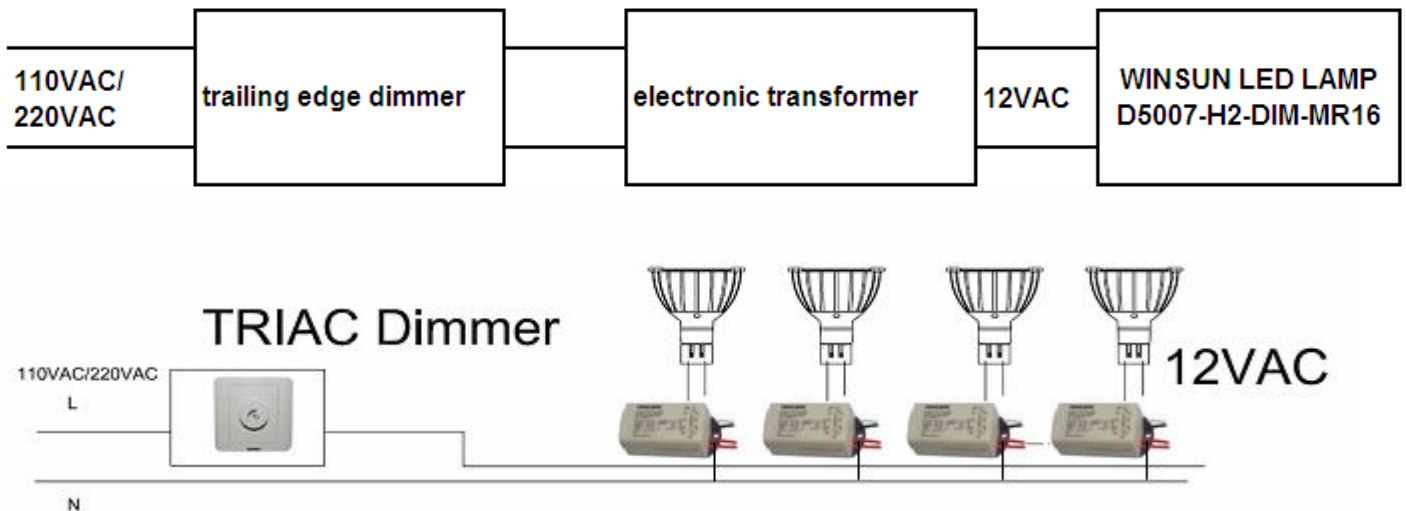 110VAC/
220VAC
trailing edge dimmer
electronic transformer
12VAC
WINSUN LED LAMP
D5007-H2-DIM-MR16
TRIAC Dimmer
110VAC/220VAC
L
12VAC
N